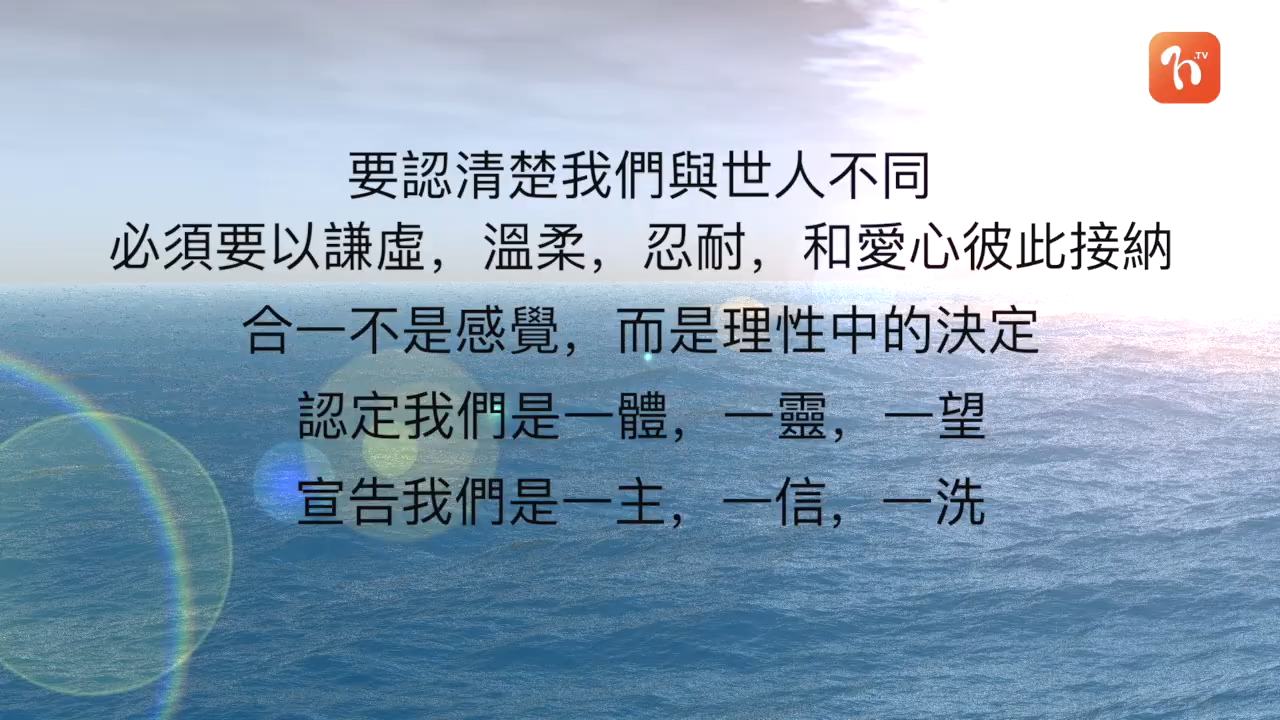 h.TV
要認清楚我們與世人不同
必須要以謙虛，溫柔，忍耐，和愛心彼此接納
合一不是感覺，而是理性中的決定
認定我們是一體，一靈，一望
宣告我們是一主，一信，一洗